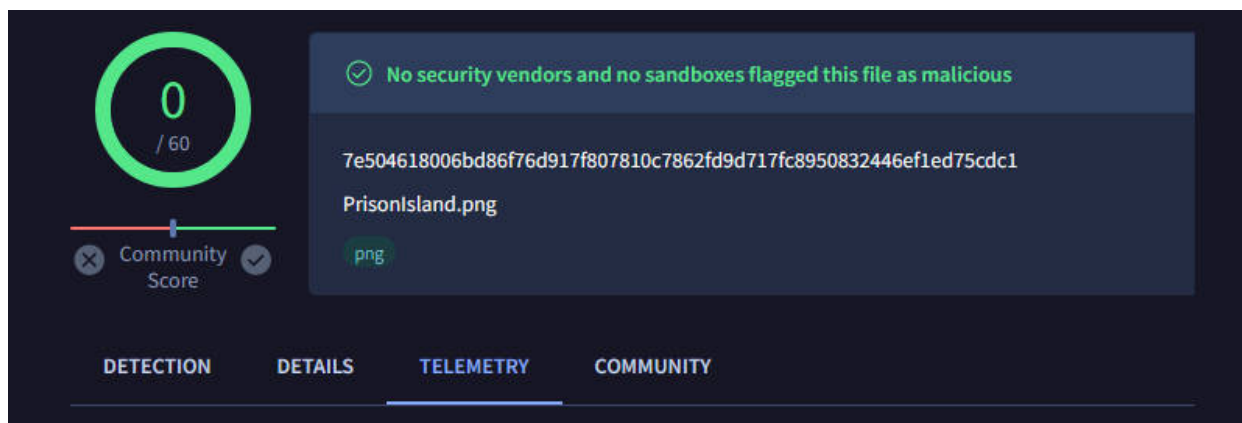 0
/ 60
Community
Score
No security vendors and no sandboxes flagged this file as malicious
7e504618006bd86f76d917f807810c7862fd9d717fc8950832446ef1ed75cdc1
PrisonIsland.png
png
DETECTION DETAILS TELEMETRY COMMUNITY